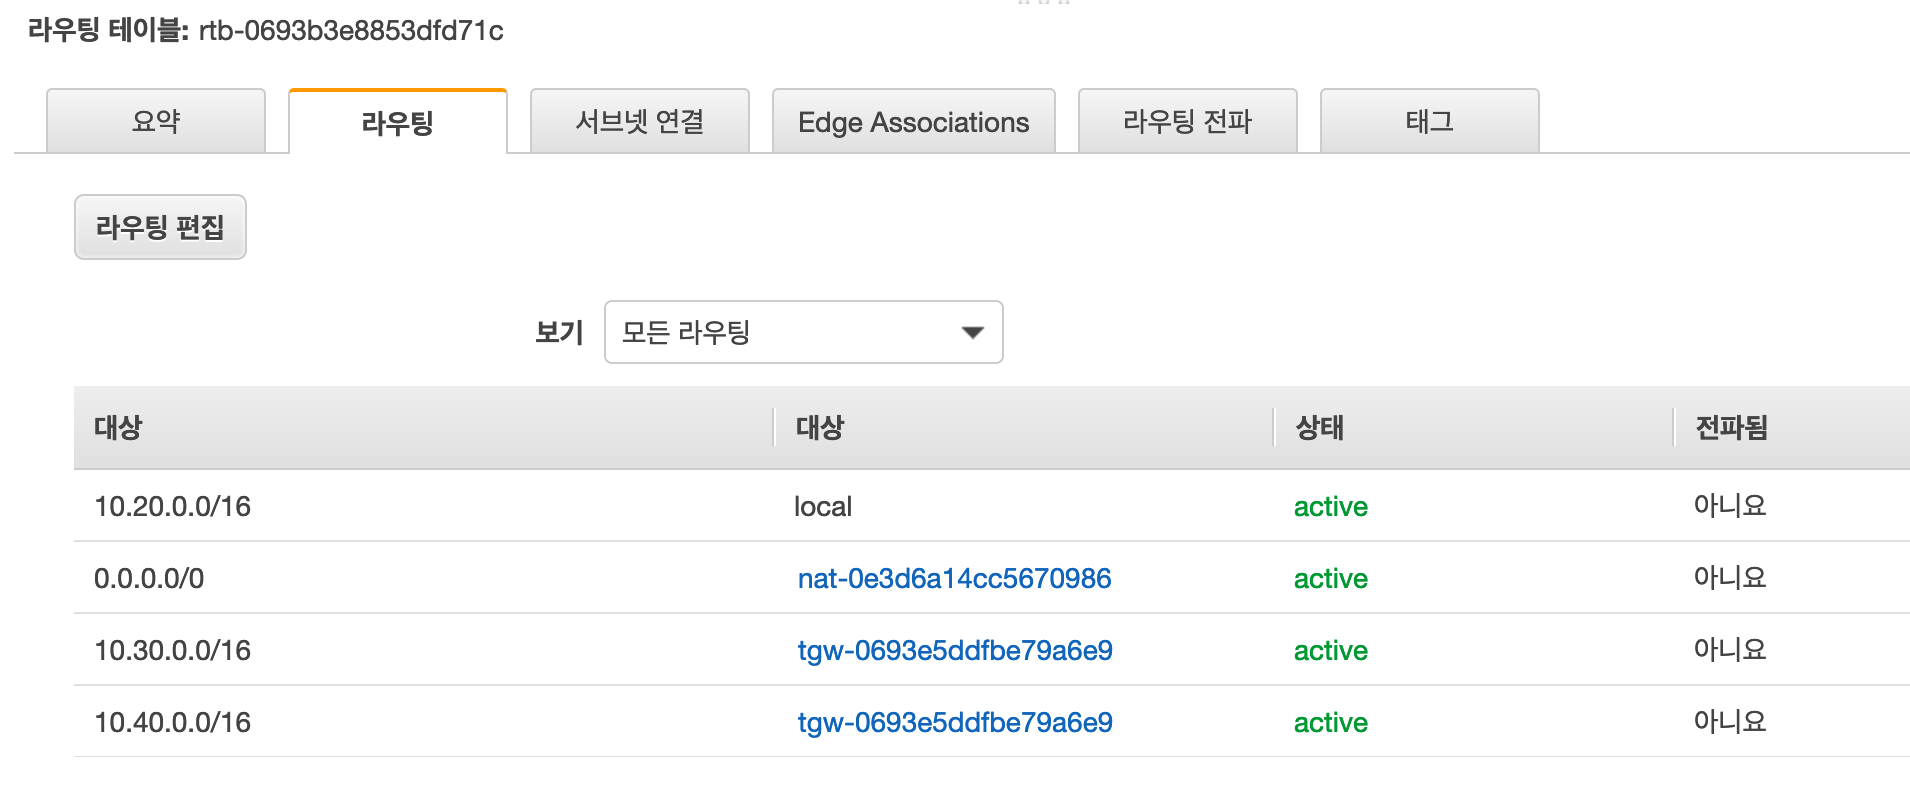 라우팅 테이블: rtb-0693b3e8853dfd71c
요약 라우팅 서브넷 연결 Edge Associations 라우팅 전파 태그
라우팅 편집
보기 모든 라우팅
대상 대상 상태 전파됨
10.20.0.0/16 local active 아니요
0.0.0.0/0 nat-0e3d6a14cc5670986 active 아니요
10.30.0.0/16 tgw-0693e5ddfbe79a6e9 active 아니요
10.40.0.0/16 tgw-0693e5ddfbe79a6e9 active 아니요